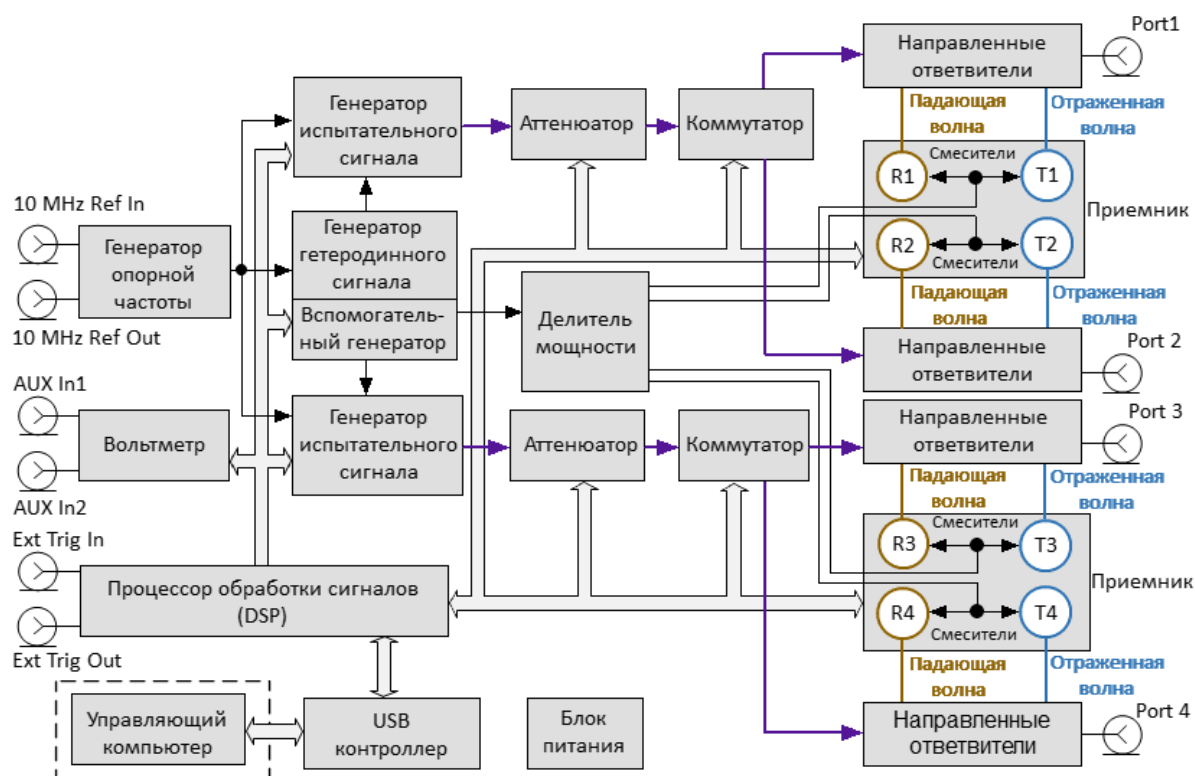 Port1
Направленные
ответвители
Падающая
волна
Отраженная
волна
Генератор
испытательного
сигнала
Аттенюатор
Коммутатор
Смесители
R1
T1
Приемник
R2
T2
Смесители
Падающая
волна
Отраженная
волна
Направленные
ответвители
Port 2
10 MHz Ref In
Генератор
опорной
частоты
10 MHz Ref Out
Генератор
гетеродинного
сигнала
Вспомогатель-
ный генератор
Делитель
мощности
AUX In1
Вольтметр
AUX In2
Генератор
испытательного
сигнала
Аттенюатор
Коммутатор
Направленные
ответвители
Port 3
Падающая
волна
Отраженная
волна
Смесители
R3
T3
Приемник
R4
T4
Смесители
Падающая
волна
Отраженная
волна
Направленные
ответвители
Port 4
Ext Trig In
Процессор обработки сигналов
(DSP)
Ext Trig Out
Управляющий
компьютер
USB
контроллер
Блок
питания